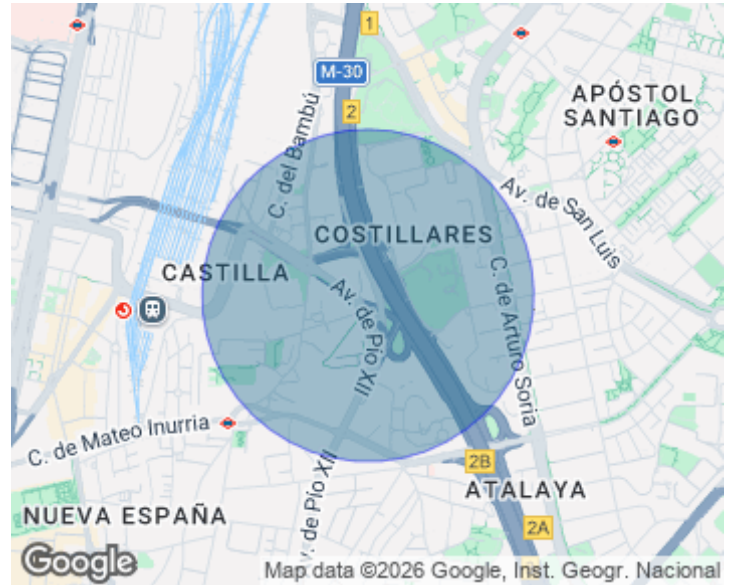 1
M-30
2
C. del Bambú
APÓSTOL
SANTIAGO
Av. de San Luis
COSTILLARES
CASTILLA
Av. de Pío XII
C. de Arturo Soria
C. de Mateo Inurria
Av. de Pío XII
2B
ATALAYA
NUEVA ESPAÑA
2A
Google
Map data ©2026 Google, Inst. Geogr. Nacional